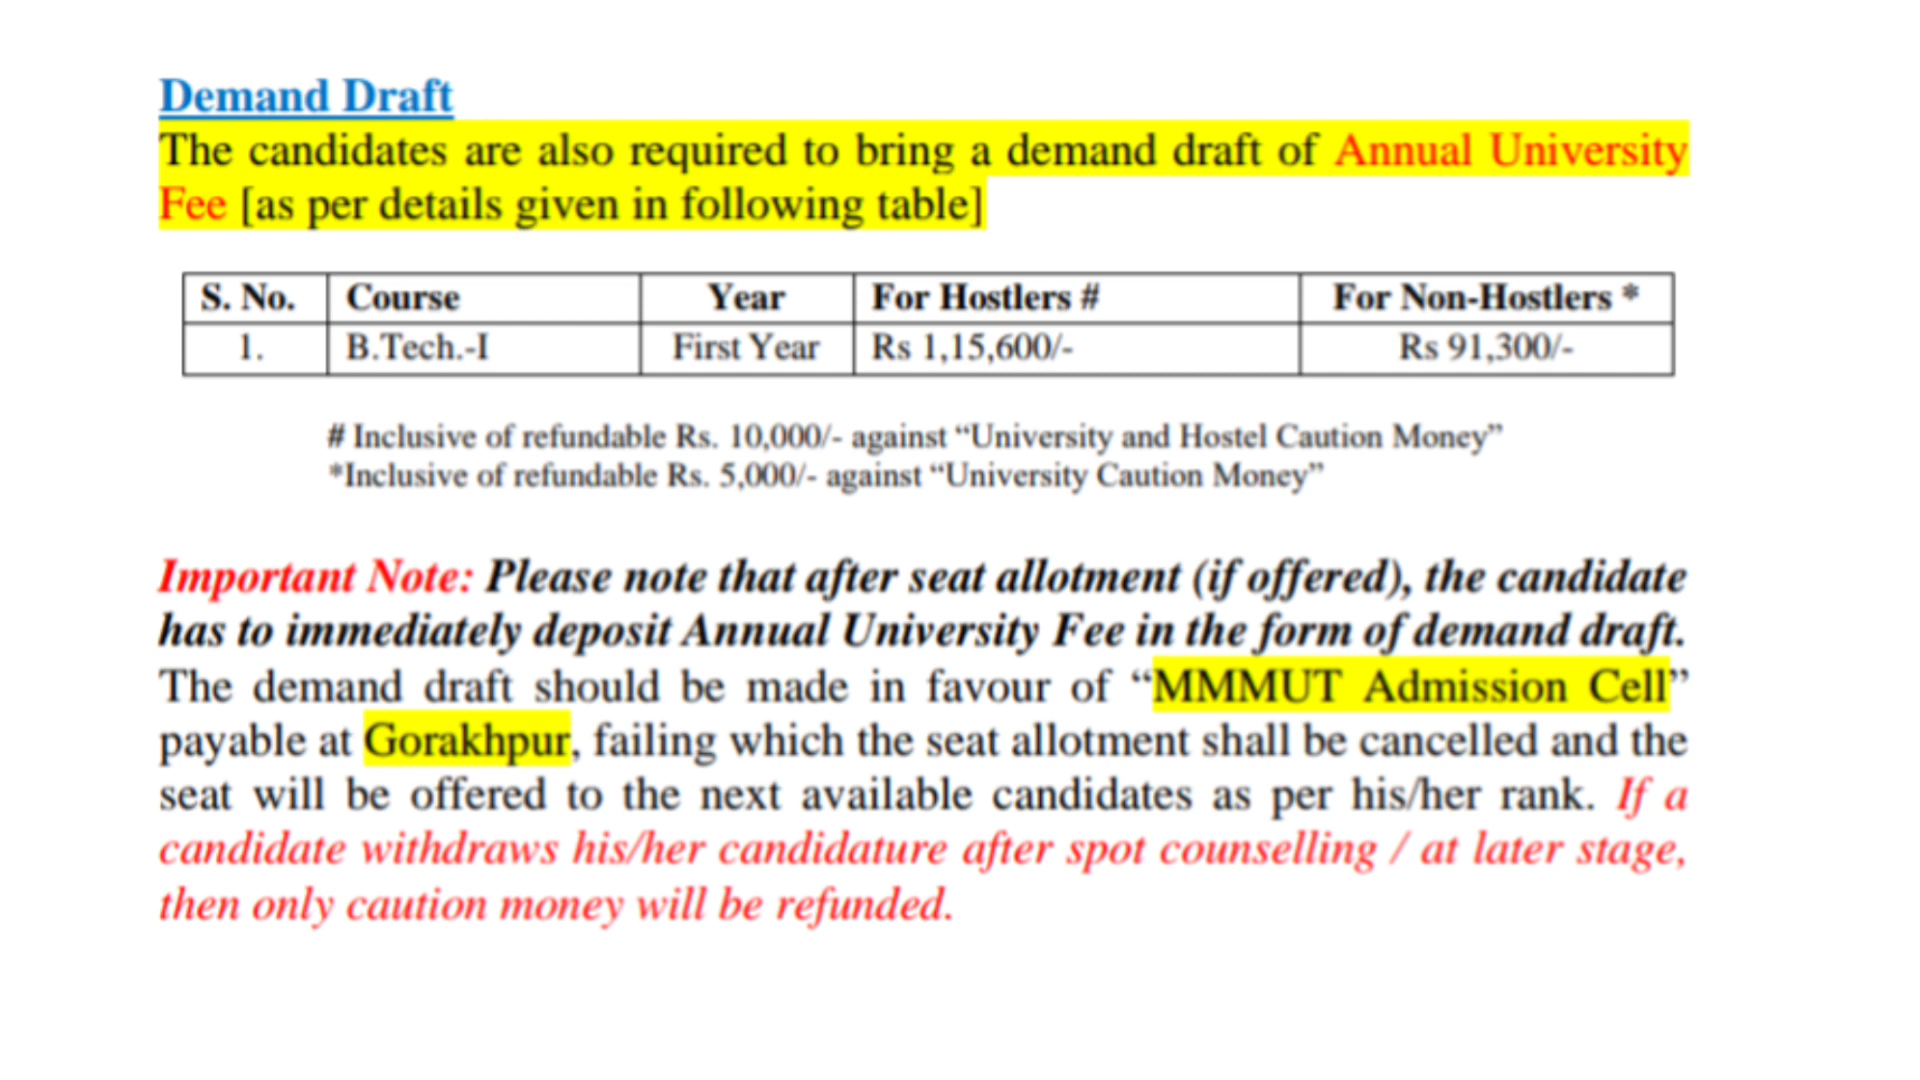 Demand Draft
The candidates are also required to bring a demand draft of Annual University
Fee [as per details given in following table]
S. No. Course Year For Hostlers # For Non-Hostlers *
1. B.Tech.-I First Year Rs 1,15,600/- Rs 91,300/-
# Inclusive of refundable Rs. 10,000/- against “University and Hostel Caution Money”
*Inclusive of refundable Rs. 5,000/- against “University Caution Money”
Important Note: Please note that after seat allotment (if offered), the candidate
has to immediately deposit Annual University Fee in the form of demand draft.
The demand draft should be made in favour of “MMMUT Admission Cell”
payable at Gorakhpur, failing which the seat allotment shall be cancelled and the
seat will be offered to the next available candidates as per his/her rank. If a
candidate withdraws his/her candidature after spot counselling / at later stage,
then only caution money will be refunded.